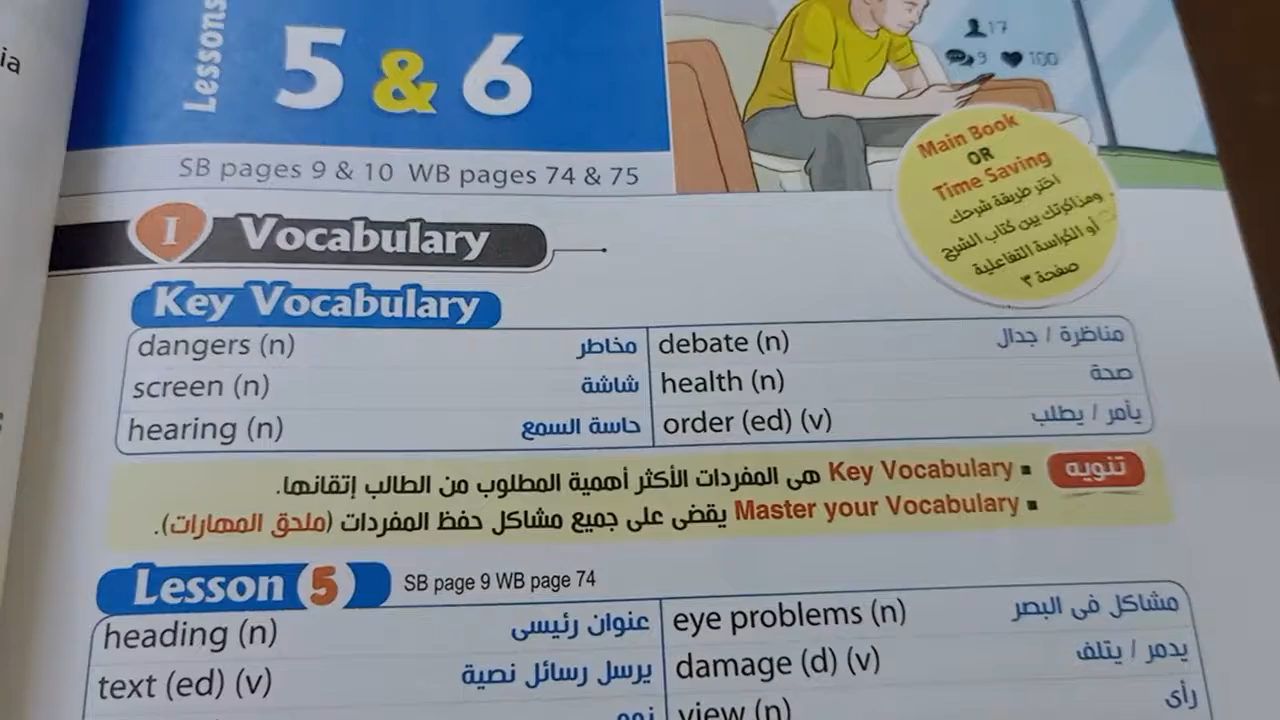 ia
Lessons
5 & 6
17
9 100
SB pages 9 & 10 WB pages 74 & 75
Main Book
OR
Time Saving
اختر طريقة شرحك
ومذاكرتك بين كتاب الشرح
أو الكراسة التفاعلية
صفحة ٣
I Vocabulary
Key Vocabulary
dangers (n) مخاطر debate (n) مناظرة / جدال
screen (n) شاشة health (n) صحة
hearing (n) حاسة السمع order (ed) (v) يأمر / يطلب
تنويه
▪ Key Vocabulary هى المفردات الأكثر أهمية المطلوب من الطالب إتقانها.
▪ Master your Vocabulary يقضى على جميع مشاكل حفظ المفردات (ملحق المهارات).
Lesson (5) SB page 9 WB page 74
heading (n) عنوان رئيسى eye problems (n) مشاكل فى البصر
text (ed) (v) يرسل رسائل نصية damage (d) (v) يدمر / يتلف
view (n) رأى